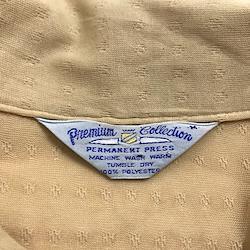 Premium Collection
PERMANENT PRESS
MACHINE WASH WARM
TUMBLE DRY
100% POLYESTER